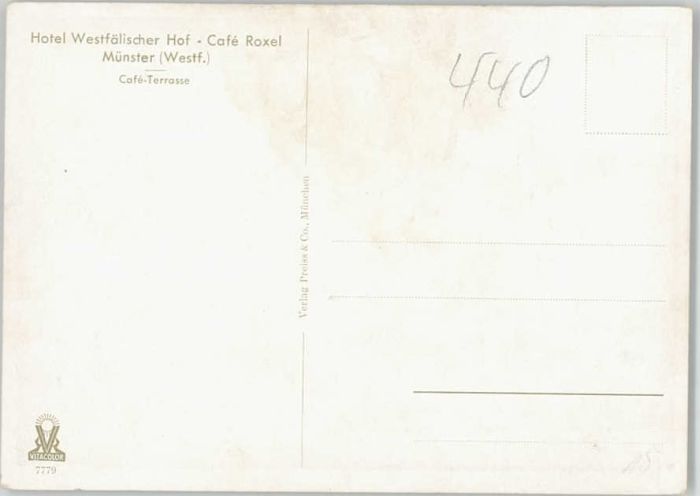 Hotel Westfälischer Hof - Café Roxel
Münster (Westf.)
Café-Terrasse
440
Verlag Preiss & Co., München
VITACOLOR
7779